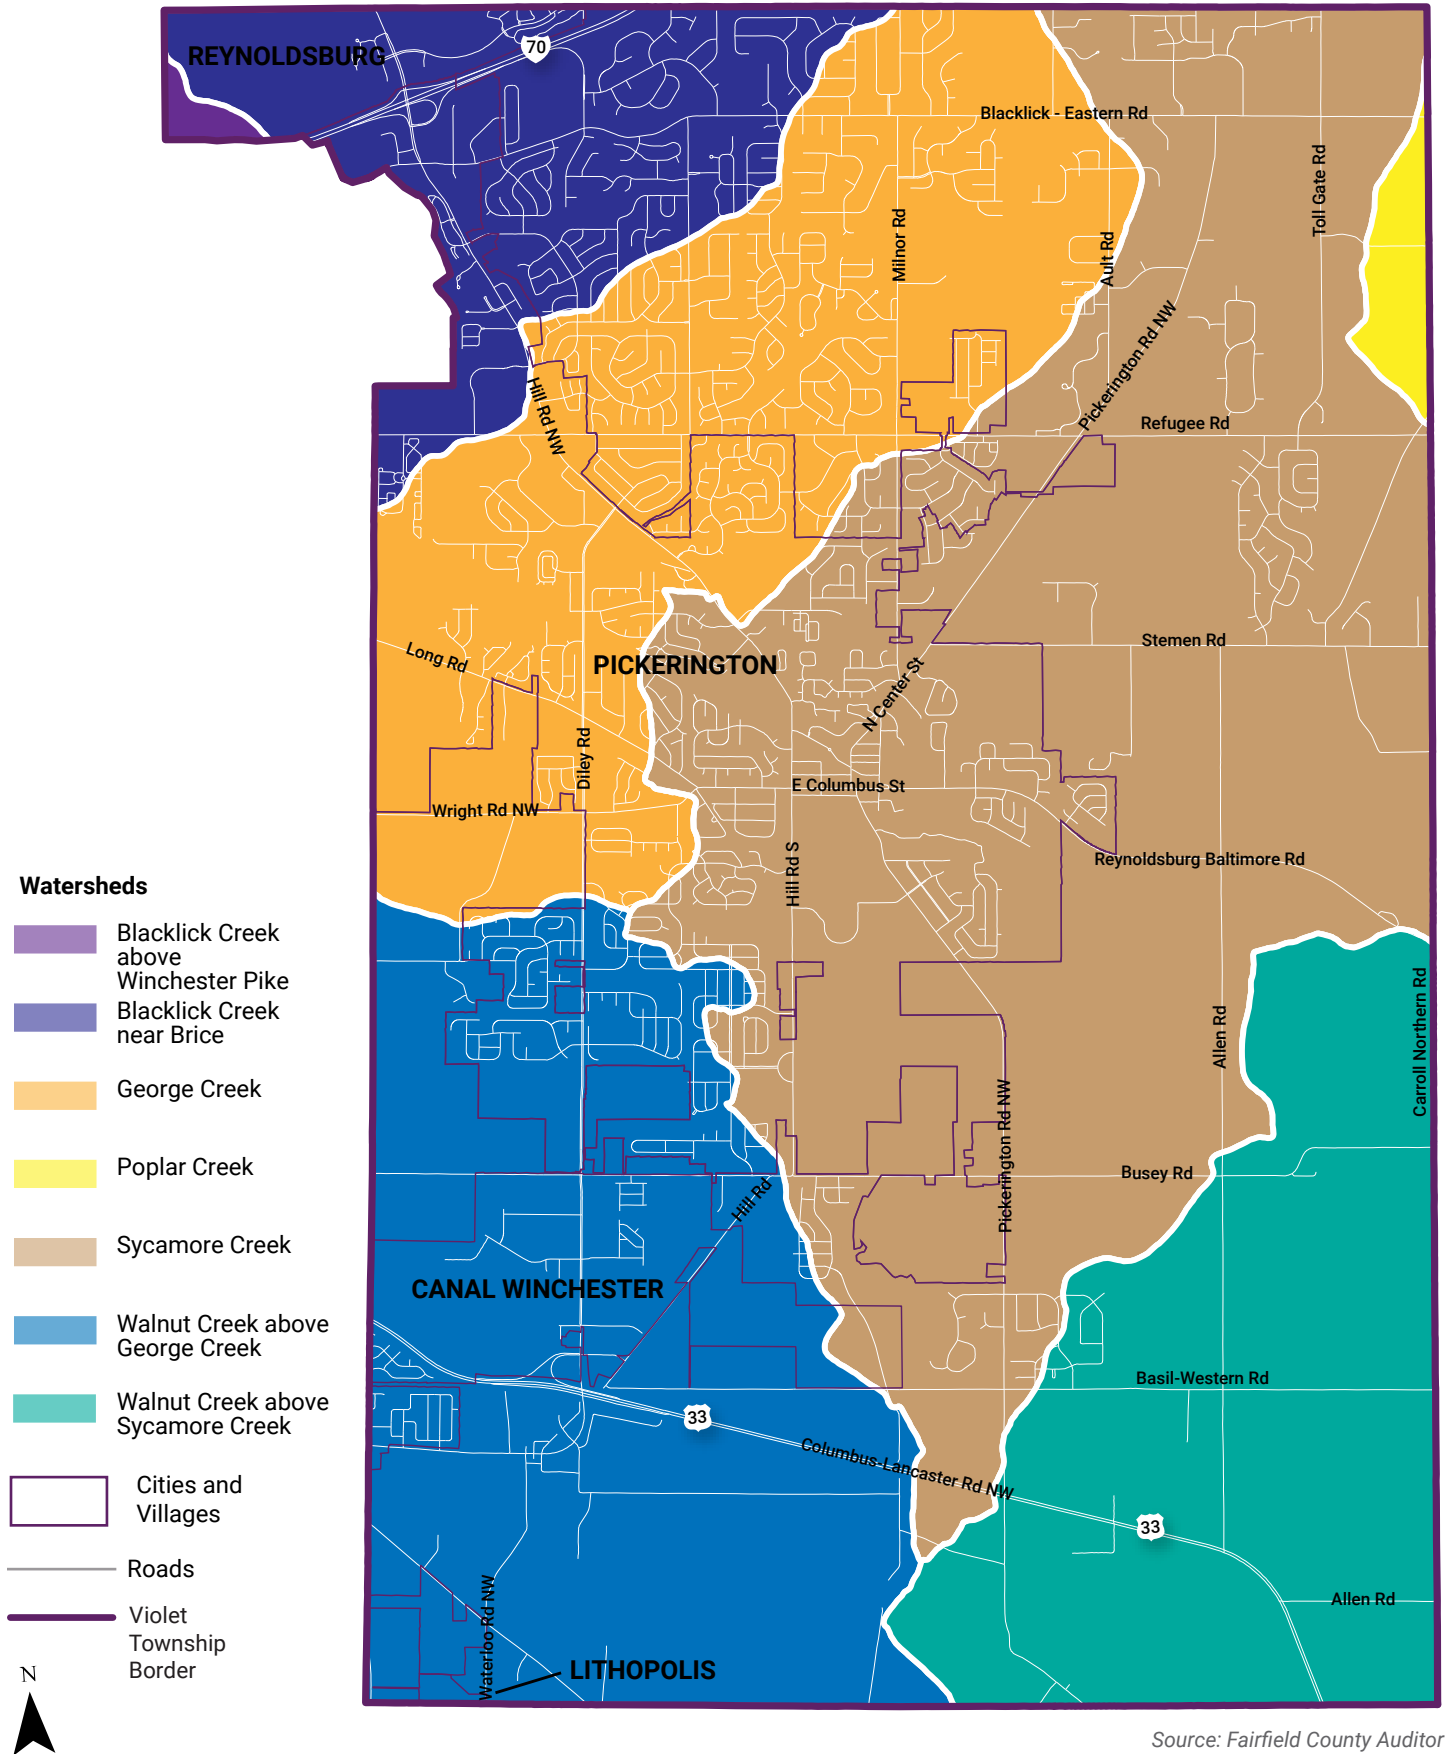 REYNOLDSBURG
70
Blacklick - Eastern Rd
Toll Gate Rd
Milnor Rd
Ault Rd
Pickerington Rd NW
Hill Rd NW
Refugee Rd
Stemen Rd
Long Rd
PICKERINGTON
N Center St
Diley Rd
E Columbus St
Wright Rd NW
Hill Rd S
Reynoldsburg Baltimore Rd
Allen Rd
Carroll Northern Rd
Pickerington Rd NW
Busey Rd
Hill Rd
CANAL WINCHESTER
Basil-Western Rd
33
Columbus-Lancaster Rd NW
33
Allen Rd
Waterloo Rd NW
LITHOPOLIS
Watersheds
Blacklick Creek
above
Winchester Pike
Blacklick Creek
near Brice
George Creek
Poplar Creek
Sycamore Creek
Walnut Creek above
George Creek
Walnut Creek above
Sycamore Creek
Cities and
Villages
Roads
Violet
Township
Border
N
Source: Fairfield County Auditor